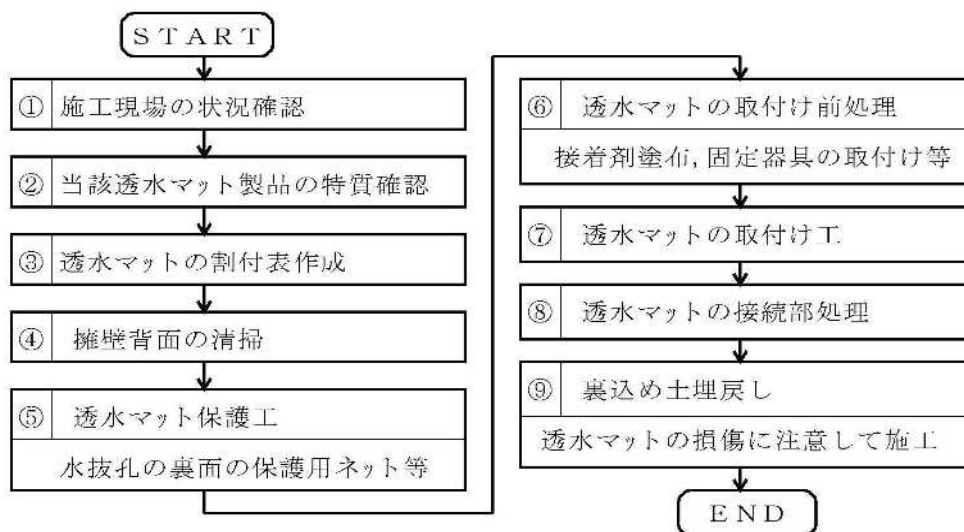 START
① 施工現場の状況確認
② 当該透水マット製品の特質確認
③ 透水マットの割付表作成
④ 擁壁背面の清掃
⑤ 透水マット保護工
水抜孔の裏面の保護用ネット等
⑥ 透水マットの取付け前処理
接着剤塗布,固定器具の取付け等
⑦ 透水マットの取付け工
⑧ 透水マットの接続部処理
⑨ 裏込め土埋戻し
透水マットの損傷に注意して施工
END